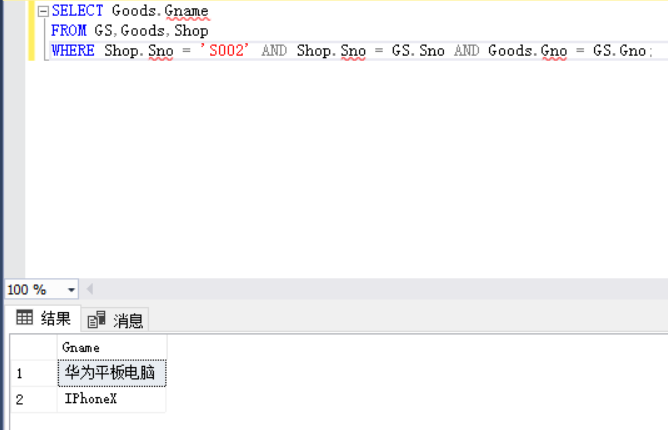 SELECT Goods.Gname
FROM GS,Goods,Shop
WHERE Shop.Sno = 'S002' AND Shop.Sno = GS.Sno AND Goods.Gno = GS.Gno;
100 %
结果 消息
Gname
1 华为平板电脑
2 IPhoneX